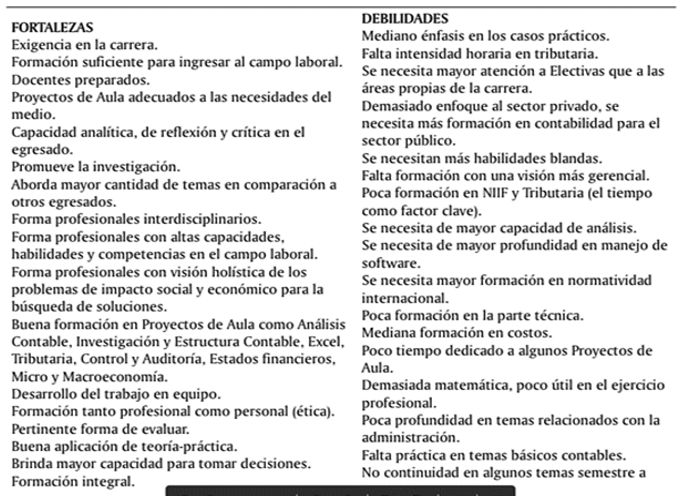 FORTALEZAS
Exigencia en la carrera.
Formación suficiente para ingresar al campo laboral.
Docentes preparados.
Proyectos de Aula adecuados a las necesidades del
medio.
Capacidad analítica, de reflexión y crítica en el
egresado.
Promueve la investigación.
Aborda mayor cantidad de temas en comparación a
otros egresados.
Forma profesionales interdisciplinarios.
Forma profesionales con altas capacidades,
habilidades y competencias en el campo laboral.
Forma profesionales con visión holística de los
problemas de impacto social y económico para la
búsqueda de soluciones.
Buena formación en Proyectos de Aula como Análisis
Contable, Investigación y Estructura Contable, Excel,
Tributaria, Control y Auditoría, Estados financieros,
Micro y Macroeconomía.
Desarrollo del trabajo en equipo.
Formación tanto profesional como personal (ética).
Pertinente forma de evaluar.
Buena aplicación de teoría-práctica.
Brinda mayor capacidad para tomar decisiones.
Formación integral.
DEBILIDADES
Mediano énfasis en los casos prácticos.
Falta intensidad horaria en tributaria.
Se necesita mayor atención a Electivas que a las
áreas propias de la carrera.
Demasiado enfoque al sector privado, se
necesita más formación en contabilidad para el
sector público.
Se necesitan más habilidades blandas.
Falta formación con una visión más gerencial.
Poca formación en NIIF y Tributaria (el tiempo
como factor clave).
Se necesita de mayor capacidad de análisis.
Se necesita de mayor profundidad en manejo de
software.
Se necesita mayor formación en normatividad
internacional.
Poca formación en la parte técnica.
Mediana formación en costos.
Poco tiempo dedicado a algunos Proyectos de
Aula.
Demasiada matemática, poco útil en el ejercicio
profesional.
Poca profundidad en temas relacionados con la
administración.
Falta práctica en temas básicos contables.
No continuidad en algunos temas semestre a